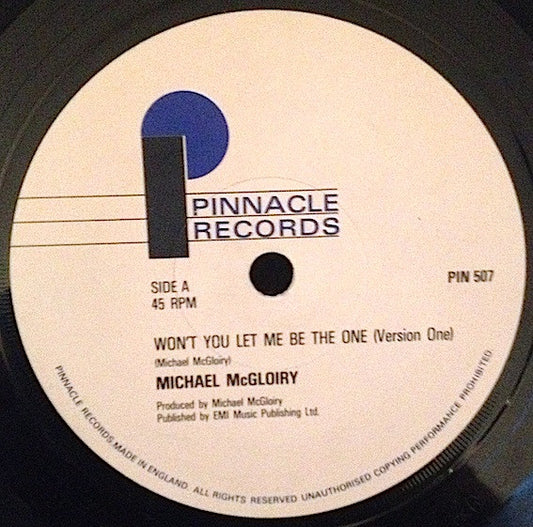 PINNACLE
RECORDS
SIDE A
45 RPM
PIN 507
WON'T YOU LET ME BE THE ONE (Version One)
(Michael McGloiry)
MICHAEL McGLOIRY
Produced by Michael McGloiry
Published by EMI Music Publishing Ltd.
PINNACLE RECORDS MADE IN ENGLAND. ALL RIGHTS RESERVED UNAUTHORISED COPYING PERFORMANCE PROHIBITED